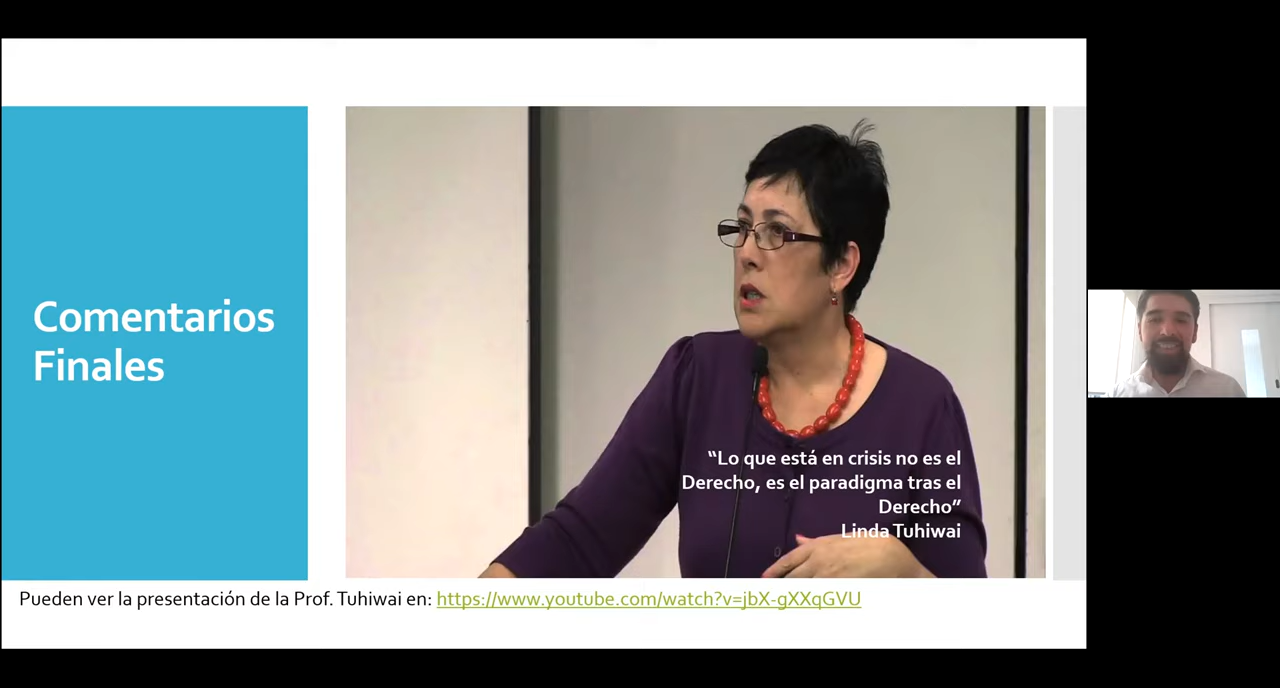 Comentarios
Finales
“Lo que está en crisis no es el
Derecho, es el paradigma tras el
Derecho”
Linda Tuhiwai
Pueden ver la presentación de la Prof. Tuhiwai en: https://www.youtube.com/watch?v=jbX-gXXqGVU